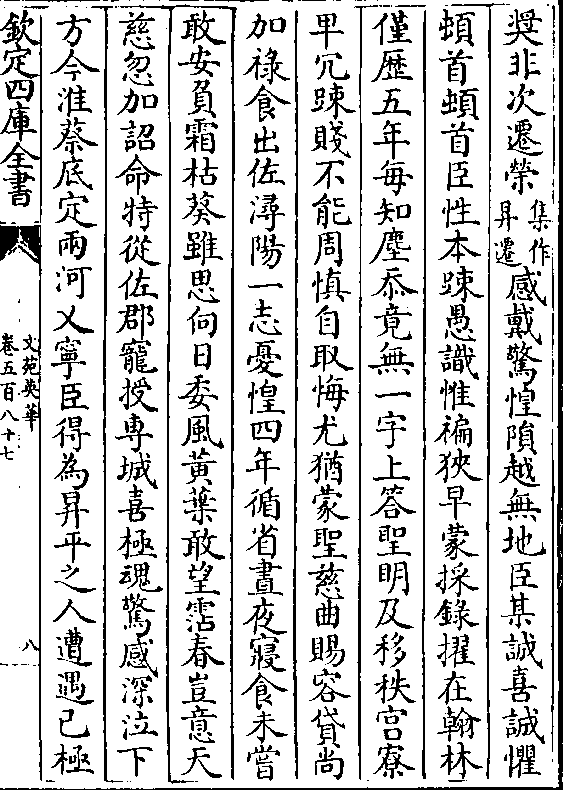 奨非次遷榮集作昇遷感戴驚惶隕越無地臣某誠喜誠懼
頓首頓首臣性本踈愚識惟褊狹早蒙採錄擢在翰林
僅歴五年每知塵忝竟無一字上答聖明及移秩宫寮
卑冗踈賤不能周慎自取悔尤猶蒙聖慈曲賜容貸尚
加祿食出佐潯陽一志憂惶四年循省晝夜寢食未嘗
敢安負霜枯葵雖思向日委風黄葉敢望霑春豈意天
慈忽加詔命特從佐郡寵授專城喜極魂驚感深泣下
方今淮蔡底定兩河乂寧臣得為昇平之人遭遇已極
欽定四庫全書
文苑英華
卷五百八十七
八